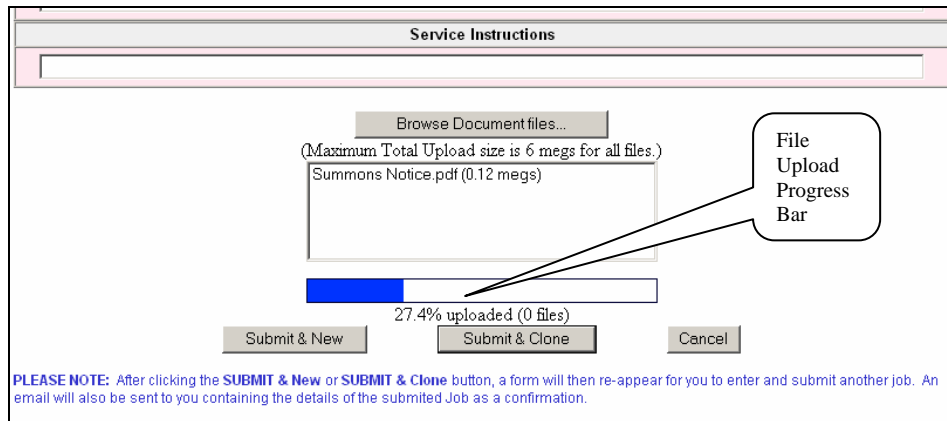 Service Instructions
Browse Document files...
(Maximum Total Upload size is 6 megs for all files.)
Summons Notice.pdf (0.12 megs)
File
Upload
Progress
Bar
27.4% uploaded (0 files)
Submit & New
Submit & Clone
Cancel
PLEASE NOTE: After clicking the SUBMIT & New or SUBMIT & Clone button, a form will then re-appear for you to enter and submit another job. An
email will also be sent to you containing the details of the submited Job as a confirmation.